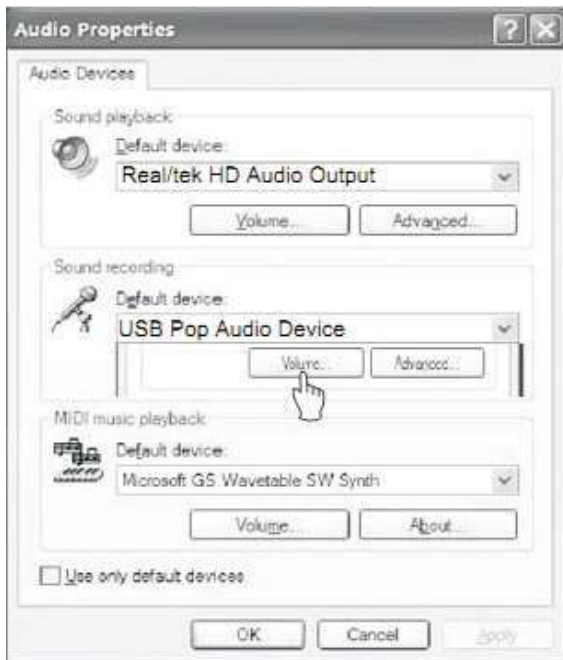 Audio Properties
Audio Devices
Sound playback
Default device:
Real/tek HD Audio Output
Volume... Advanced...
Sound recording
Default device:
USB Pop Audio Device
Volume... Advanced...
MIDI music playback
Default device:
Microsoft GS Wavetable SW Synth
Volume... About...
Use only default devices
OK Cancel Apply